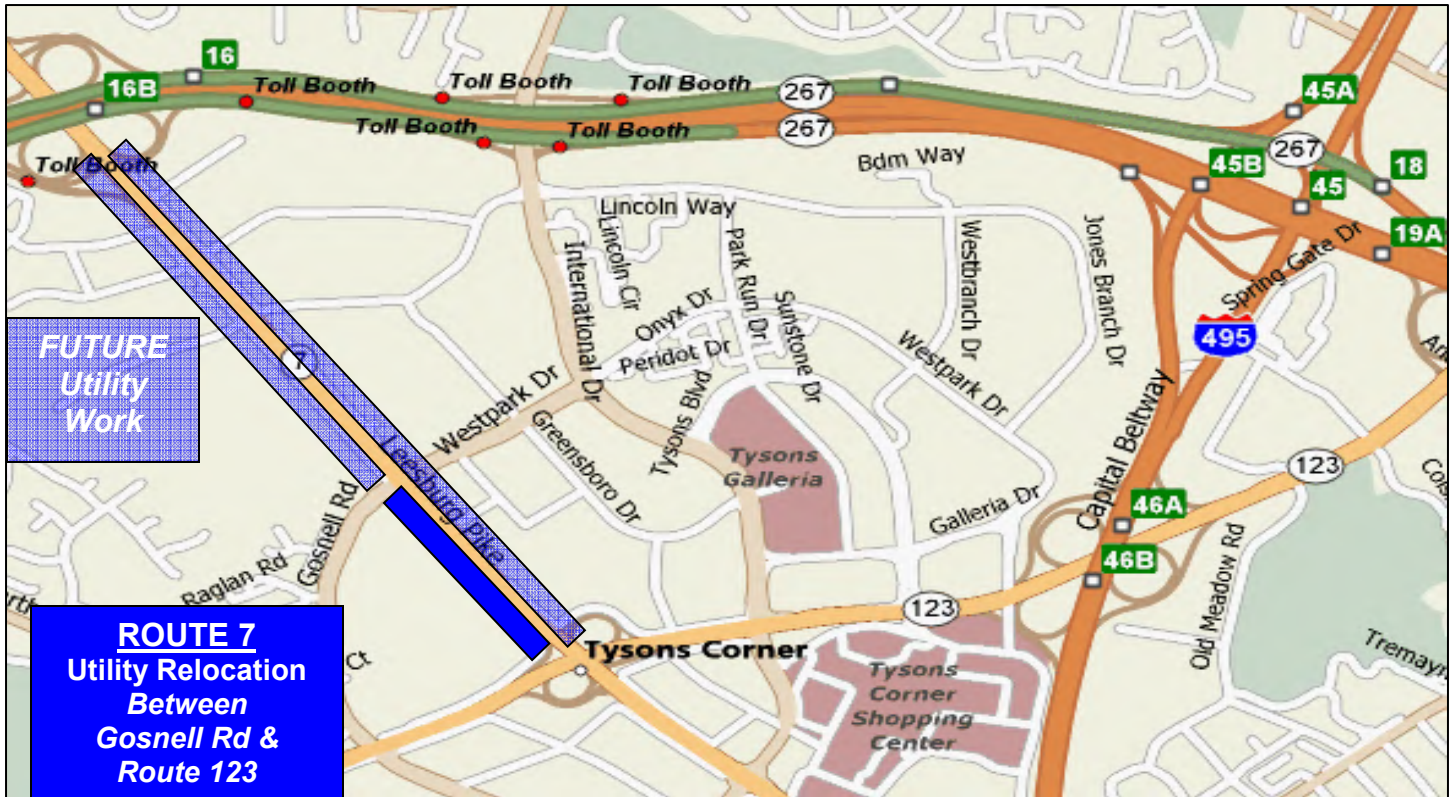 16
16B
Toll Booth
Toll Booth
Toll Booth
Toll Booth
Toll Booth
Toll Booth
267
267
267
45A
45B
45
18
19A
Bdm Way
Lincoln Way
Lincoln Cir
International Dr
Park Run Dr
Onyx Dr
Sunstone Dr
Peridot Dr
Tysons Blvd
Westbranch Dr
Westpark Dr
Jones Branch Dr
Spring Gate Dr
495
Capital Beltway
FUTURE
Utility
Work
7
Westpark Dr
Leesburg Pike
Greensboro Dr
Gosnell Rd
Raglan Rd
Tysons
Galleria
Galleria Dr
123
46A
46B
123
Old Meadow Rd
Ct
Tysons Corner
Tysons
Corner
Shopping
Center
ROUTE 7
Utility Relocation
Between
Gosnell Rd &
Route 123